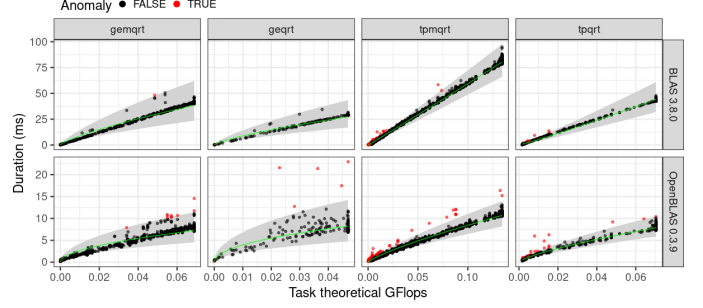 Anomaly FALSE TRUE
gemqrt geqrt tpmqrt tpqrt
100
75
50
25
0
BLAS 3.8.0
20
15
10
5
0
OpenBLAS 0.3.9
Duration (ms)
0.00 0.02 0.04 0.06 0.00 0.01 0.02 0.03 0.04 0.00 0.05 0.10 0.00 0.02 0.04 0.06
Task theoretical GFlops